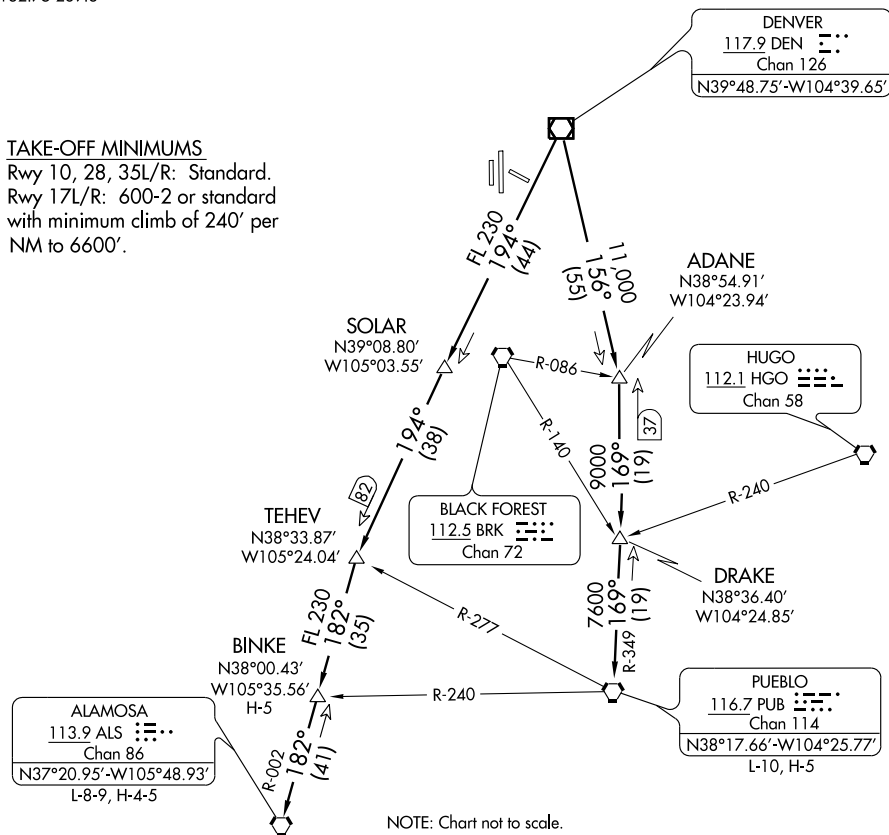 DENVER
117.9 DEN
Chan 126
N39°48.75′-W104°39.65′
TAKE-OFF MINIMUMS
Rwy 10, 28, 35L/R: Standard.
Rwy 17L/R: 600-2 or standard
with minimum climb of 240′ per
NM to 6600′.
FL 230
194°
(44)
11,000
156°
(55)
ADANE
N38°54.91′
W104°23.94′
SOLAR
N39°08.80′
W105°03.55′
R-086
HUGO
112.1 HGO
Chan 58
194°
(38)
R-140
37
9000
169°
(19)
R-240
82
BLACK FOREST
112.5 BRK
Chan 72
TEHEV
N38°33.87′
W105°24.04′
DRAKE
N38°36.40′
W104°24.85′
R-277
7600
169°
(19)
R-349
FL 230
182°
(35)
BINKE
N38°00.43′
W105°35.56′
H-5
R-240
PUEBLO
116.7 PUB
Chan 114
N38°17.66′-W104°25.77′
L-10, H-5
ALAMOSA
113.9 ALS
Chan 86
N37°20.95′-W105°48.93′
L-8-9, H-4-5
R-002
182°
(41)
NOTE: Chart not to scale.